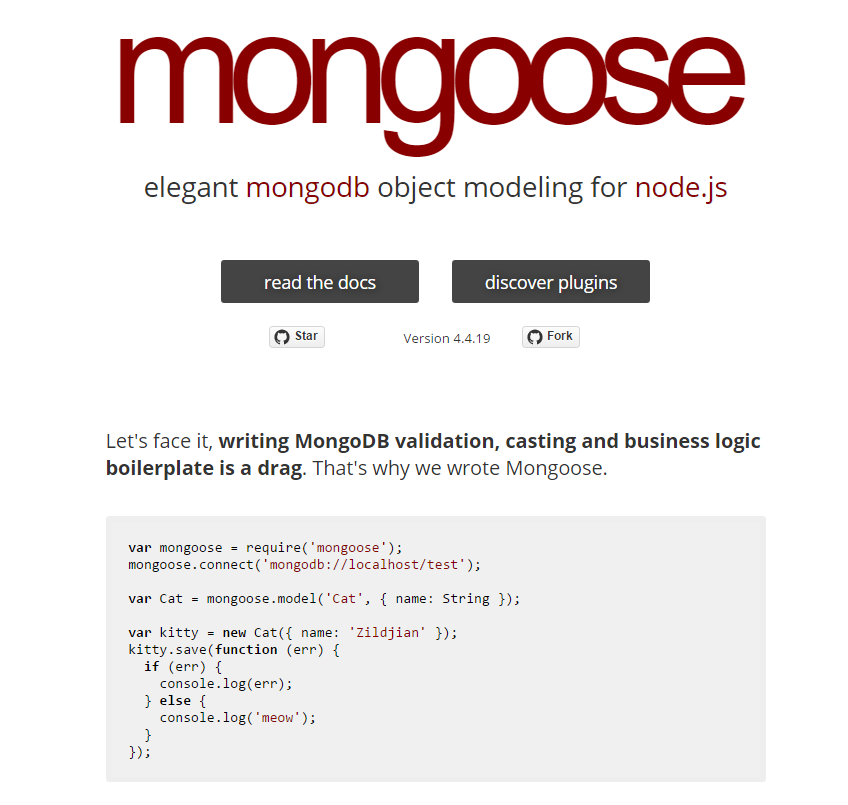 mongoose
elegant mongodb object modeling for node.js
read the docs
discover plugins
Star
Version 4.4.19
Fork
Let's face it, writing MongoDB validation, casting and business logic
boilerplate is a drag. That's why we wrote Mongoose.
var mongoose = require('mongoose');
mongoose.connect('mongodb://localhost/test');
var Cat = mongoose.model('Cat', { name: String });
var kitty = new Cat({ name: 'Zildjian' });
kitty.save(function (err) {
  if (err) {
    console.log(err);
  } else {
    console.log('meow');
  }
});